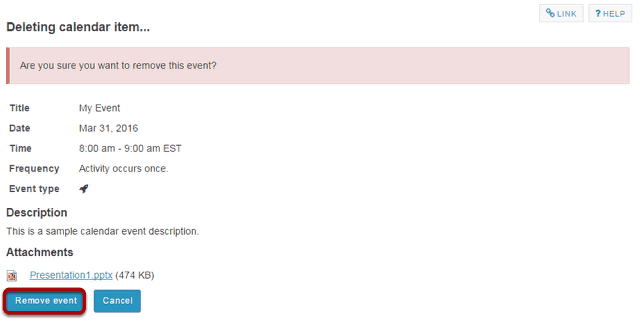 LINK
? HELP
Deleting calendar item...
Are you sure you want to remove this event?
Title My Event
Date Mar 31, 2016
Time 8:00 am - 9:00 am EST
Frequency Activity occurs once.
Event type
Description
This is a sample calendar event description.
Attachments
Presentation1.pptx (474 KB)
Remove event Cancel